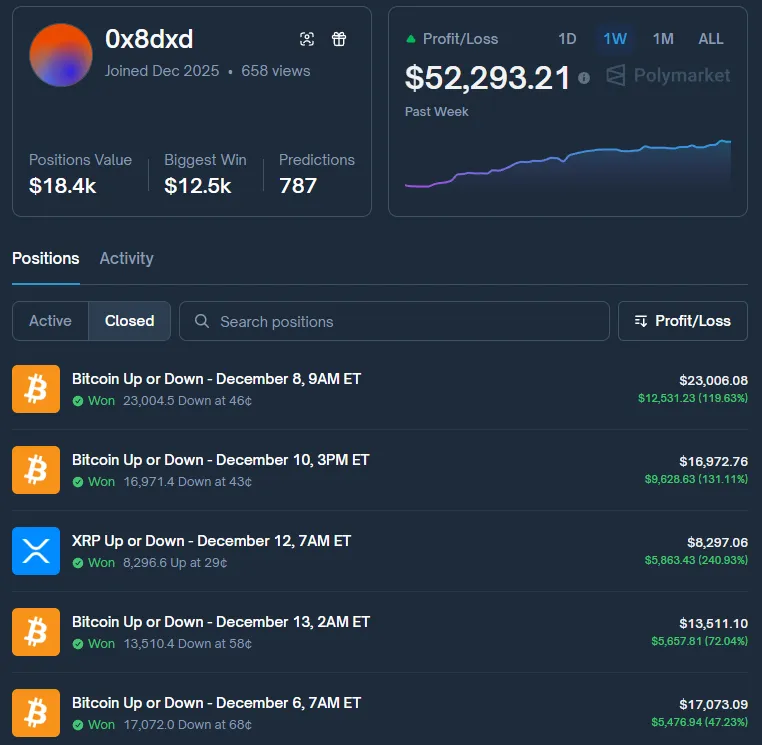 0x8dxd
Joined Dec 2025 • 658 views
Positions Value
$18.4k
Biggest Win
$12.5k
Predictions
787
Profit/Loss
1D 1W 1M ALL
$52,293.21
Polymarket
Past Week
Positions Activity
Active Closed
Search positions
Profit/Loss
Bitcoin Up or Down - December 8, 9AM ET
Won 23,004.5 Down at 46¢
$23,006.08
$12,531.23 (119.63%)
Bitcoin Up or Down - December 10, 3PM ET
Won 16,971.4 Down at 43¢
$16,972.76
$9,628.63 (131.11%)
XRP Up or Down - December 12, 7AM ET
Won 8,296.6 Up at 29¢
$8,297.06
$5,863.43 (240.93%)
Bitcoin Up or Down - December 13, 2AM ET
Won 13,510.4 Down at 58¢
$13,511.10
$5,657.81 (72.04%)
Bitcoin Up or Down - December 6, 7AM ET
Won 17,072.0 Down at 68¢
$17,073.09
$5,476.94 (47.23%)